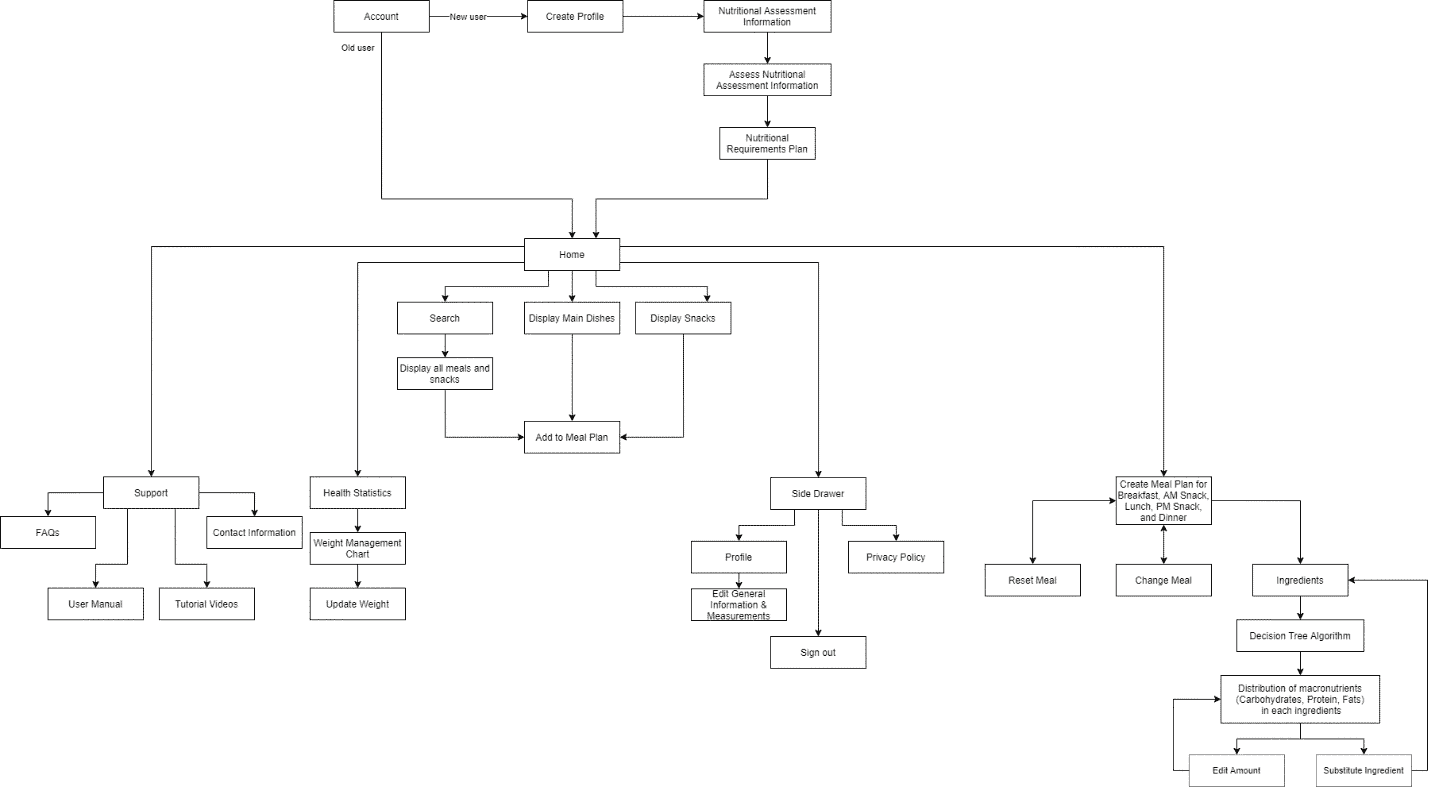 Account
New user
Create Profile
Nutritional Assessment
Information
Old user
Assess Nutritional
Assessment Information
Nutritional
Requirements Plan
Home
Search
Display Main Dishes
Display Snacks
Display all meals and
snacks
Add to Meal Plan
Support
Health Statistics
Side Drawer
Create Meal Plan for
Breakfast, AM Snack,
Lunch, PM Snack,
and Dinner
FAQs
Contact Information
Weight Management
Chart
Profile
Privacy Policy
Reset Meal
Change Meal
Ingredients
User Manual
Tutorial Videos
Update Weight
Edit General
Information &
Measurements
Sign out
Decision Tree Algorithm
Distribution of macronutrients
(Carbohydrates, Protein, Fats)
in each ingredients
Edit Amount
Substitute Ingredient